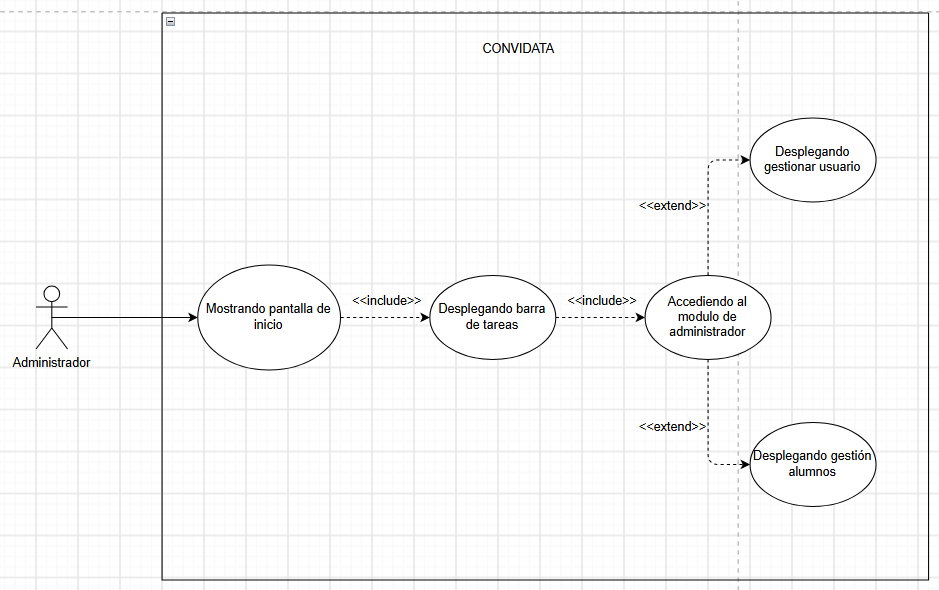 CONVIDATA
Desplegando
gestionar usuario
<<extend>>
Mostrando pantalla de
inicio
<<include>>
Desplegando barra
de tareas
<<include>>
Accediendo al
modulo de
administrador
Administrador
<<extend>>
Desplegando gestión
alumnos